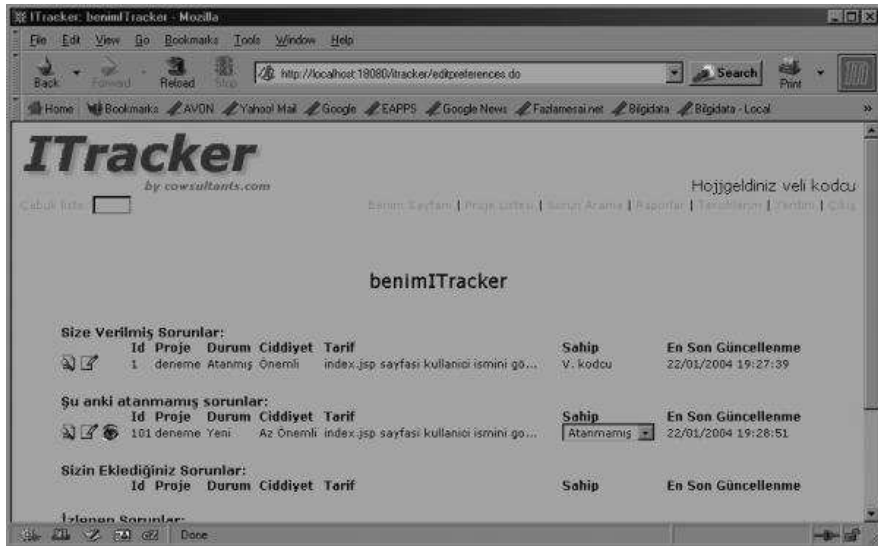 ITracker: benimITracker - Mozilla
File Edit View Go Bookmarks Tools Window Help
Back Forward Reload Stop http://localhost:18080/itracker/editpreferences.do Search Print
Home Bookmarks AVON Yahoo! Mail Google EAPPS Google News Fazlamesai.net Bilgidata Bilgidata - Local
ITracker
by cowsultants.com
Hojjgeldiniz veli kodcu
Cabuk liste
Benim Sayfam | Proje Listesi | Sorun Arama | Raporlar | Tercihlerim | Yardım | Çıkış
benimITracker
Size Verilmiş Sorunlar:
Id Proje Durum Ciddiyet Tarif Sahip En Son Güncellenme
1 deneme Atanmış Önemli index.jsp sayfasi kullanici ismini gö... V. kodcu 22/01/2004 19:27:39
Şu anki atanmamış sorunlar:
Id Proje Durum Ciddiyet Tarif Sahip En Son Güncellenme
101 deneme Yeni Az Önemli index.jsp sayfasi kullanici ismini go... Atanmamış 22/01/2004 19:28:51
Sizin Eklediğiniz Sorunlar:
Id Proje Durum Ciddiyet Tarif Sahip En Son Güncellenme
İzlenen Sorunlar:
Done